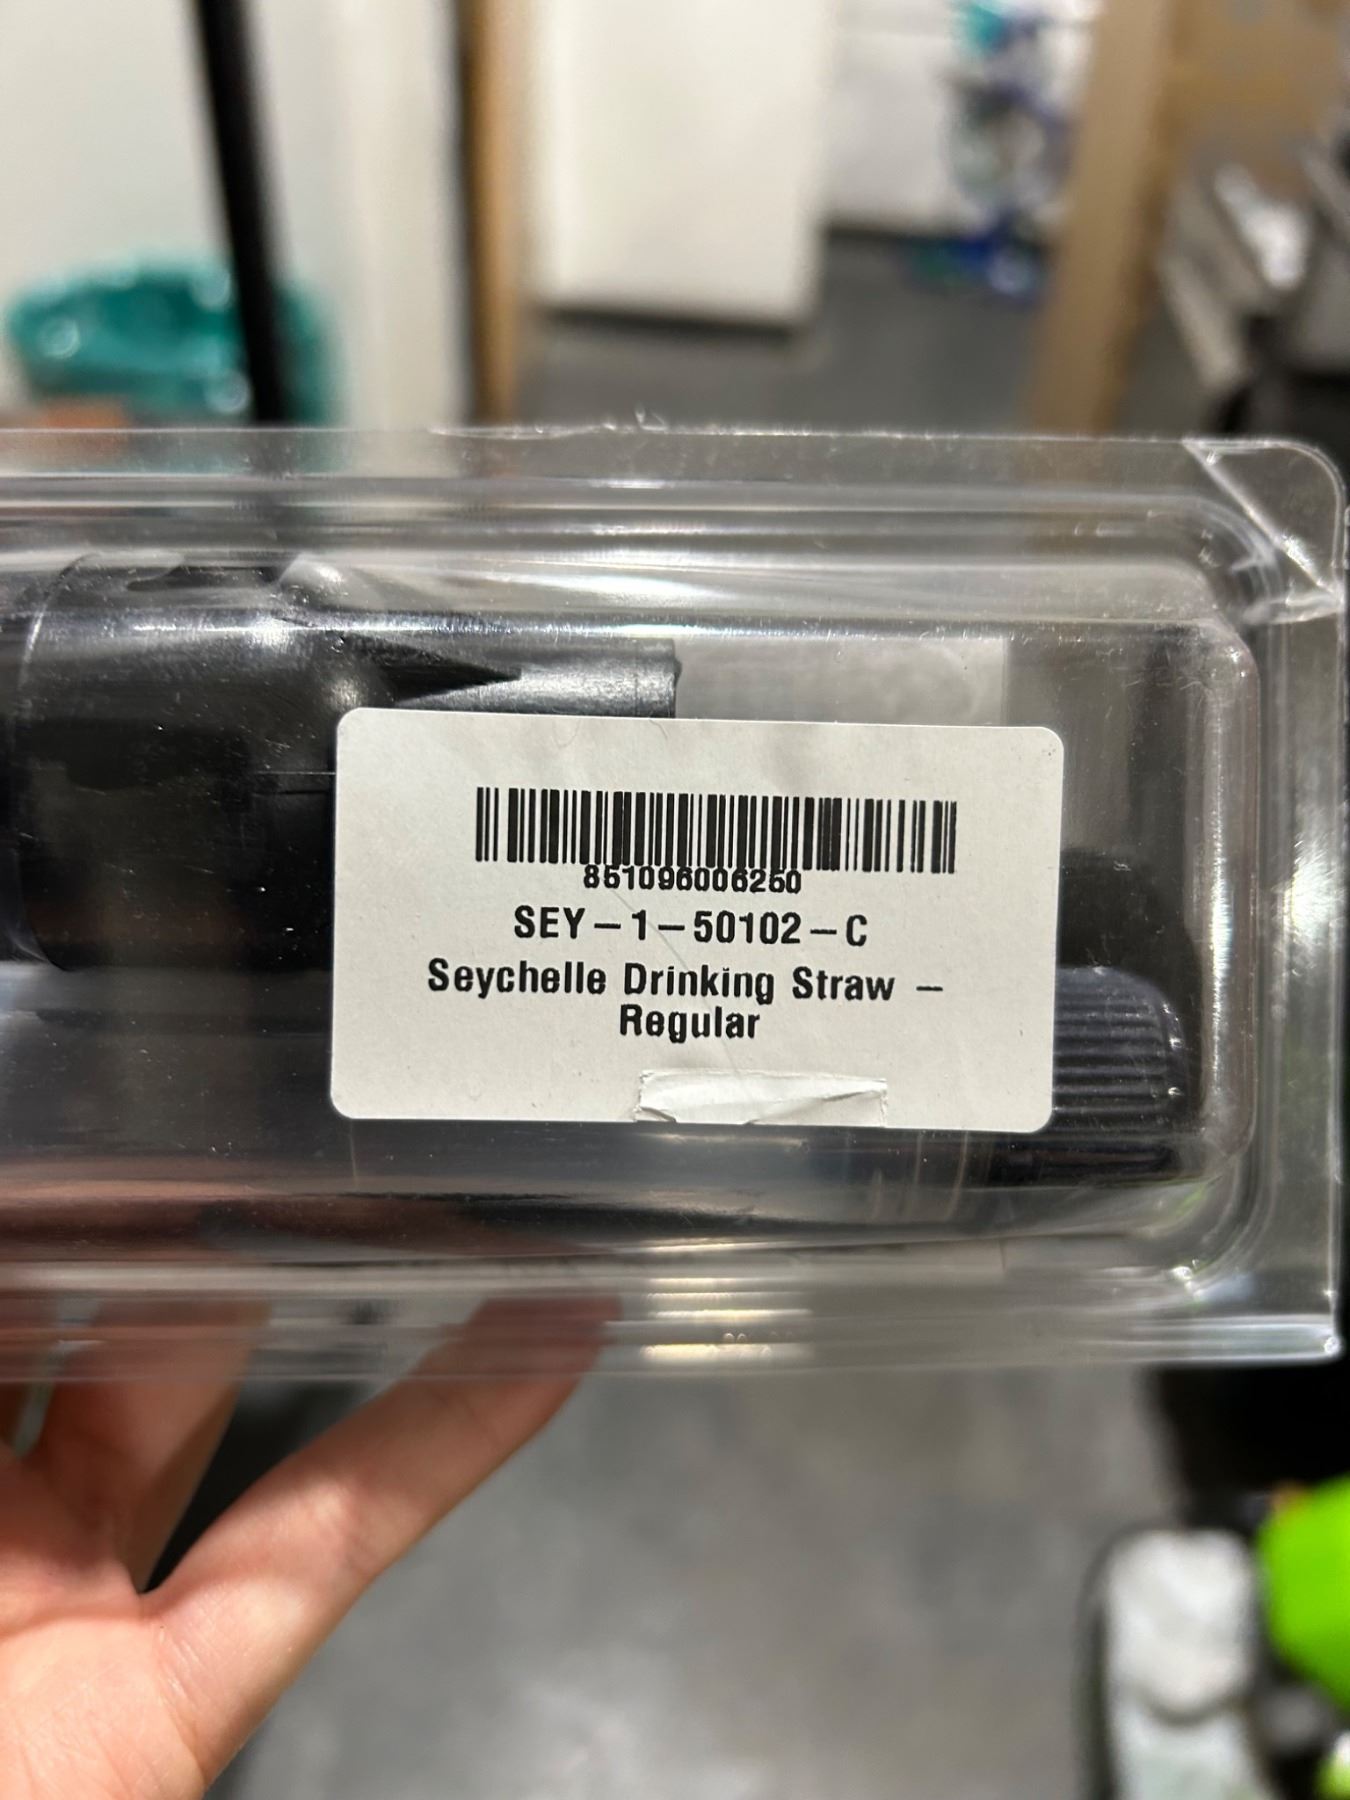 851096006250
SEY-1-50102-C
Seychelle Drinking Straw -
Regular